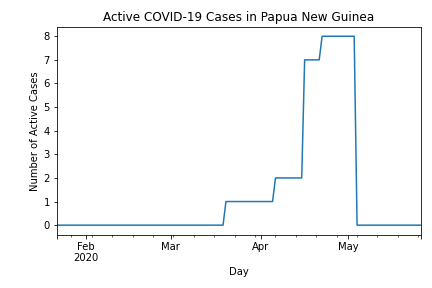 Active COVID-19 Cases in Papua New Guinea
Number of Active Cases
8
7
6
5
4
3
2
1
0
Feb
2020
Mar
Apr
May
Day